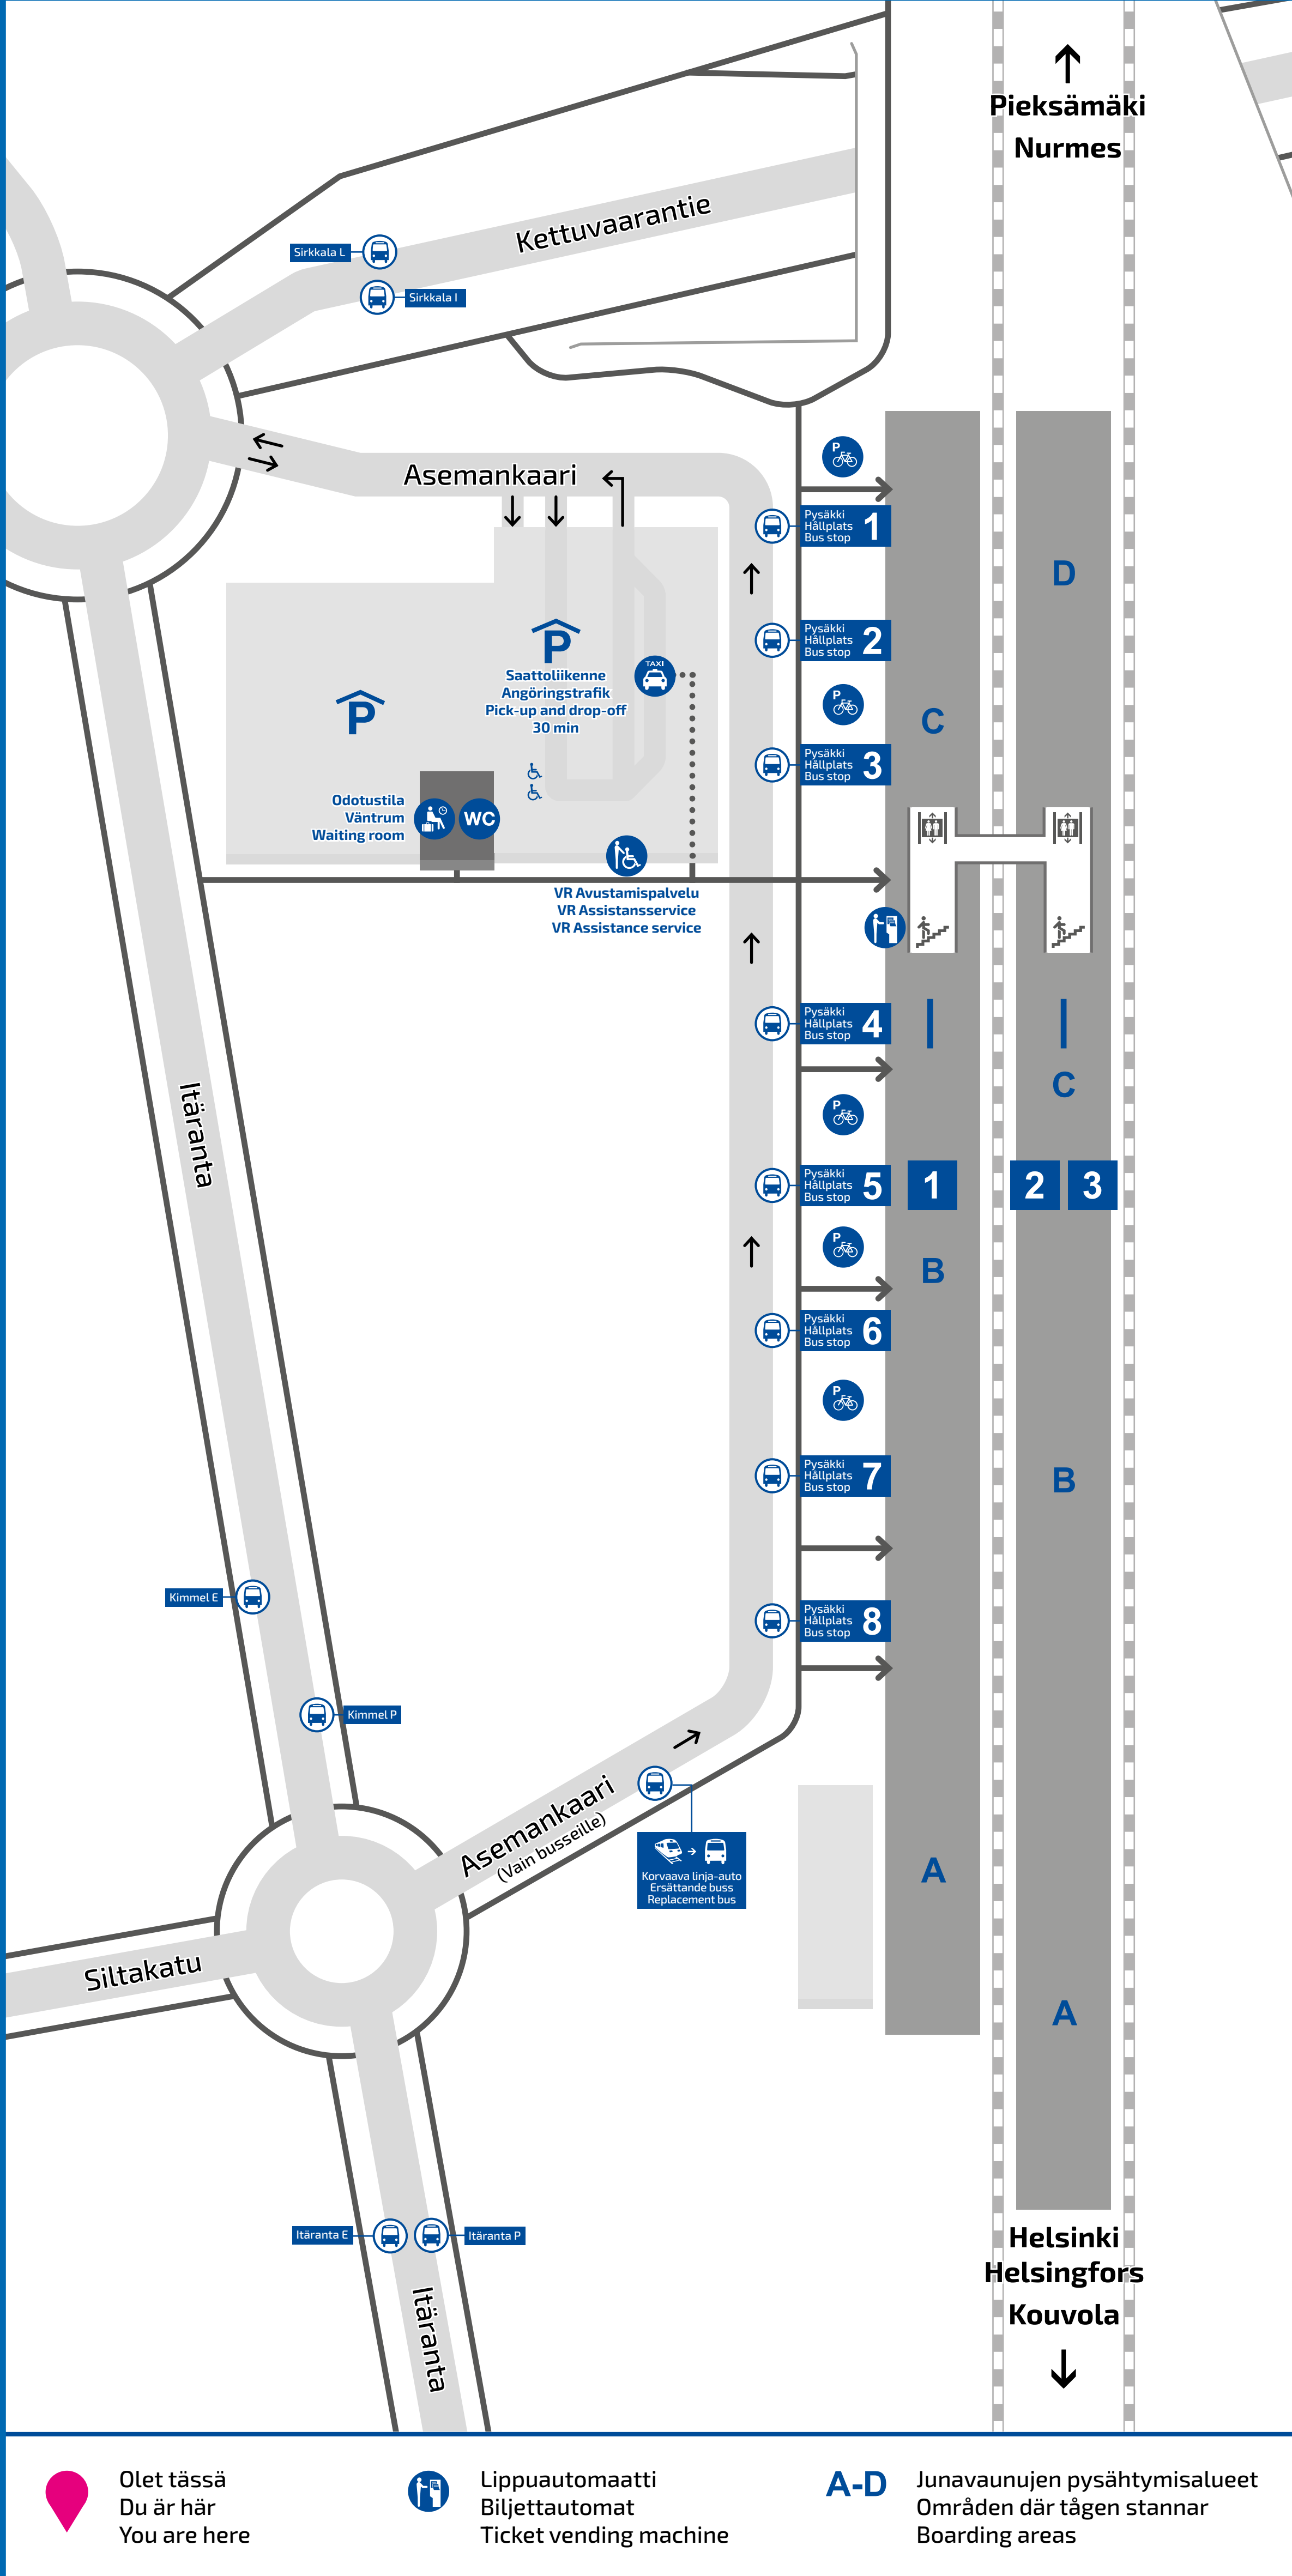 Pieksämäki
Nurmes
Kettuvaarantie
Sirkkala L
Sirkkala I
Asemankaari
P
Pysäkki
Hållplats
Bus stop
1
D
Pysäkki
Hållplats
Bus stop
2
P
Saattoliikenne
Angöringstrafik
Pick-up and drop-off
30 min
TAXI
P
P
C
Pysäkki
Hållplats
Bus stop
3
Odotustila
Väntrum
Waiting room
WC
VR Avustamispalvelu
VR Assistansservice
VR Assistance service
Pysäkki
Hållplats
Bus stop
4
C
P
Itäranta
Pysäkki
Hållplats
Bus stop
5
1
2
3
P
B
Pysäkki
Hållplats
Bus stop
6
P
Pysäkki
Hållplats
Bus stop
7
B
Kimmel E
Pysäkki
Hållplats
Bus stop
8
Kimmel P
Asemankaari
(Vain busseille)
Korvaava linja-auto
Ersättande buss
Replacement bus
A
Siltakatu
A
Itäranta E
Itäranta P
Itäranta
Helsinki
Helsingfors
Kouvola
Olet tässä
Du är här
You are here
Lippuautomaatti
Biljettautomat
Ticket vending machine
A-D
Junavaunujen pysähtymisalueet
Områden där tågen stannar
Boarding areas